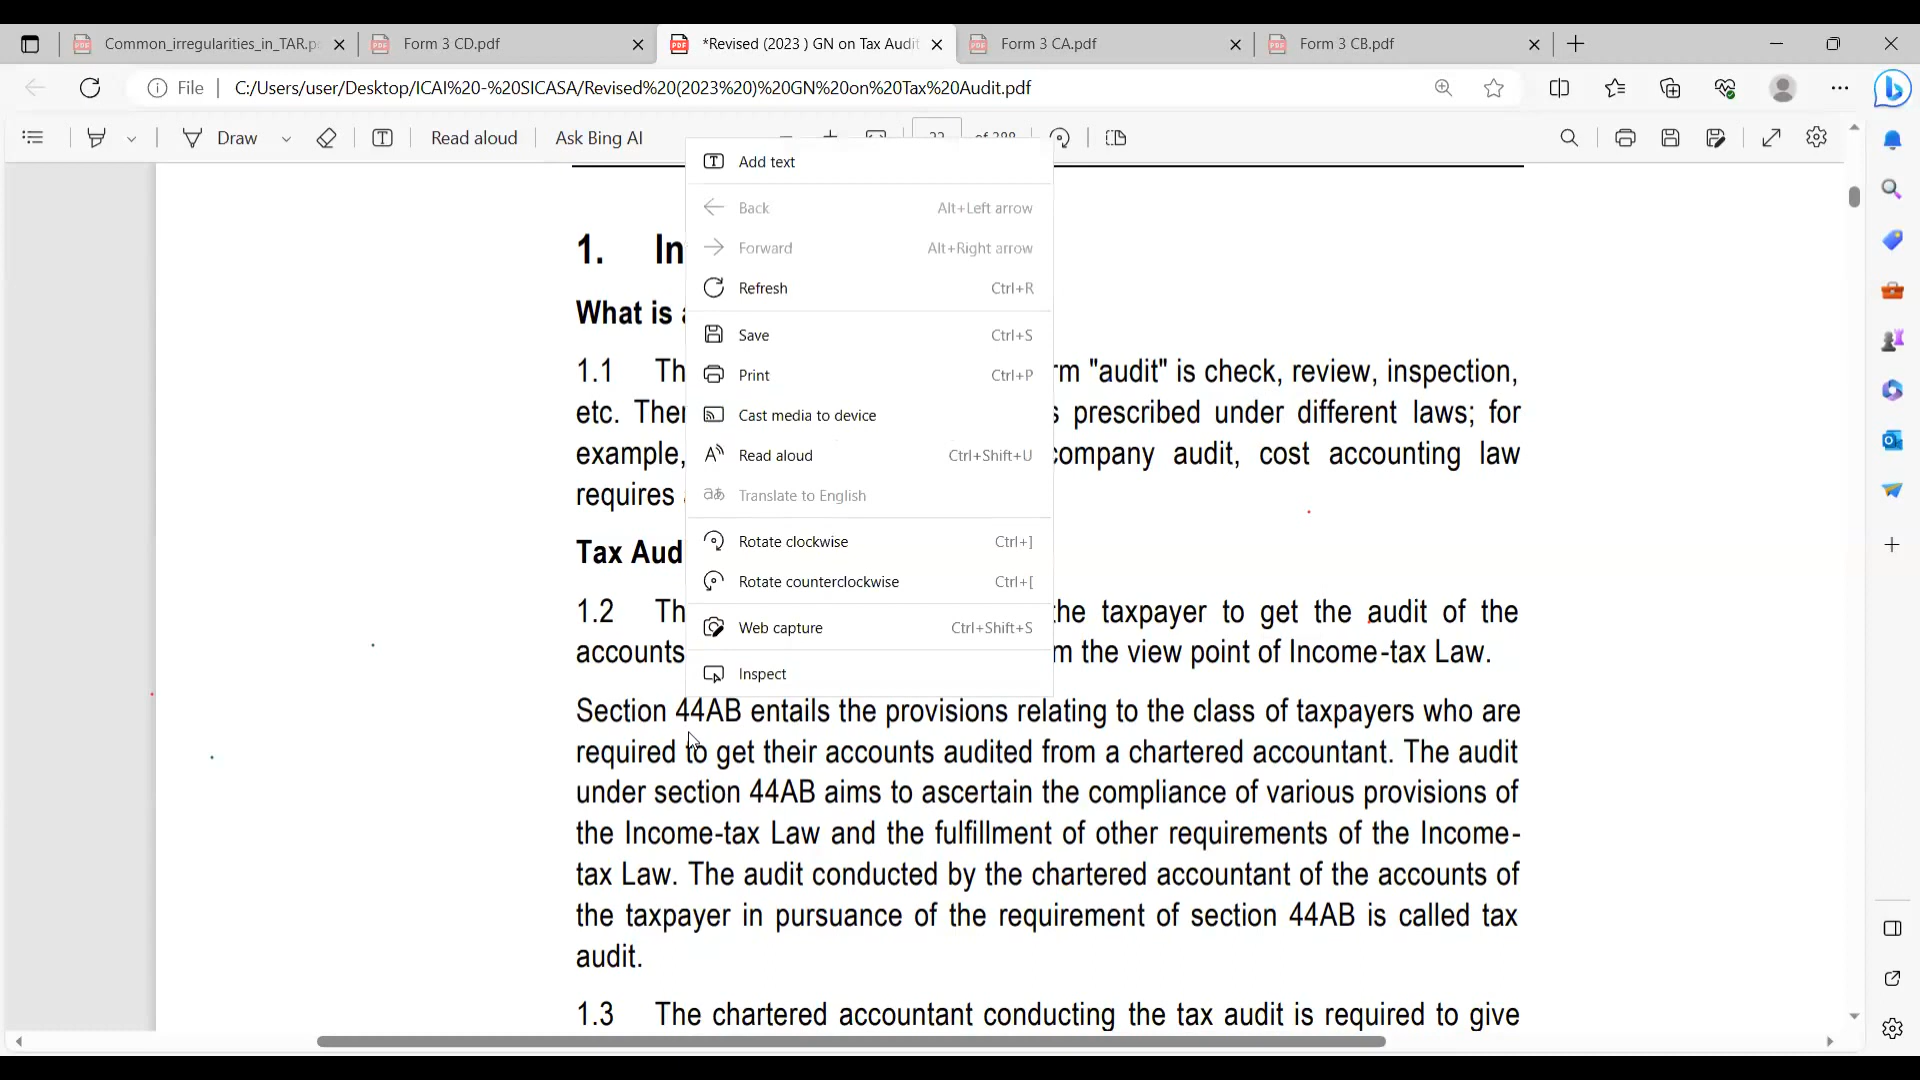 Common_irregularities_in_TAR.p
Form 3 CD.pdf
*Revised (2023 ) GN on Tax Audit
Form 3 CA.pdf
Form 3 CB.pdf
File
C:/Users/user/Desktop/ICAI%20-%20SICASA/Revised%20(2023%20)%20GN%20on%20Tax%20Audit.pdf
Draw
Read aloud
Ask Bing AI
Add text
Back Alt+Left arrow
Forward Alt+Right arrow
Refresh Ctrl+R
Save Ctrl+S
Print Ctrl+P
Cast media to device
Read aloud Ctrl+Shift+U
Translate to English
Rotate clockwise Ctrl+]
Rotate counterclockwise Ctrl+[
Web capture Ctrl+Shift+S
Inspect
1. In
What is
1.1 Th rm "audit" is check, review, inspection,
etc. Ther s prescribed under different laws; for
example, company audit, cost accounting law
requires
Tax Aud
1.2 Th the taxpayer to get the audit of the
accounts m the view point of Income-tax Law.
Section 44AB entails the provisions relating to the class of taxpayers who are
required to get their accounts audited from a chartered accountant. The audit
under section 44AB aims to ascertain the compliance of various provisions of
the Income-tax Law and the fulfillment of other requirements of the Income-
tax Law. The audit conducted by the chartered accountant of the accounts of
the taxpayer in pursuance of the requirement of section 44AB is called tax
audit.
1.3 The chartered accountant conducting the tax audit is required to give